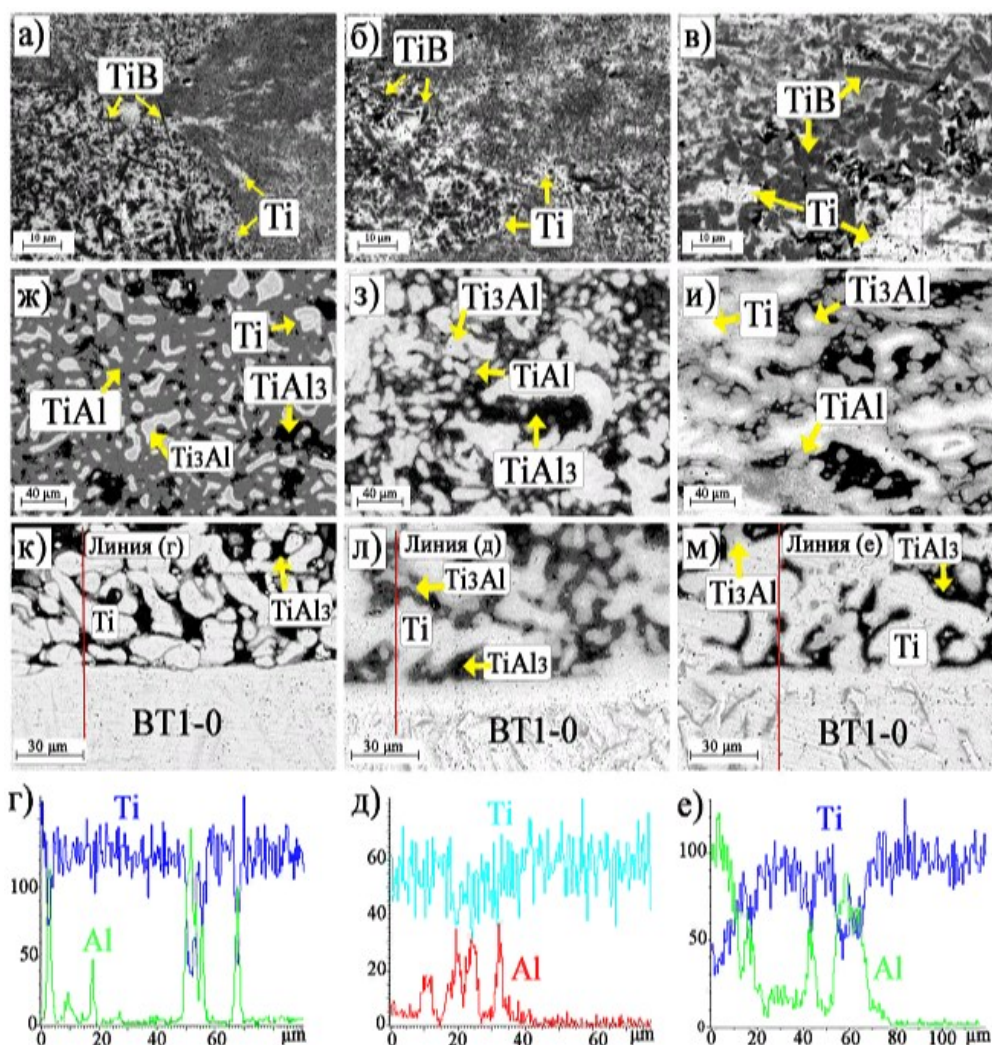 а)
TiB
Ti
10 μm
б)
TiB
Ti
10 μm
в)
TiB
Ti
10 μm
ж)
Ti
TiAl
TiAl3
Ti3Al
40 μm
з)
Ti3Al
TiAl
TiAl3
40 μm
и)
Ti
Ti3Al
TiAl
40 μm
к)
Линия (г)
Ti
TiAl3
ВТ1-0
30 μm
л)
Линия (д)
Ti3Al
Ti
TiAl3
30 μm
м)
Линия (е)
TiAl3
Ti3Al
Ti
ВТ1-0
30 μm
г)
Ti
100
50
Al
0
0 20 40 60 80 μm
д)
Ti
60
40
20
Al
0
0 20 40 60 μm
е)
Ti
100
50
Al
0
0 20 40 60 80 100 μm